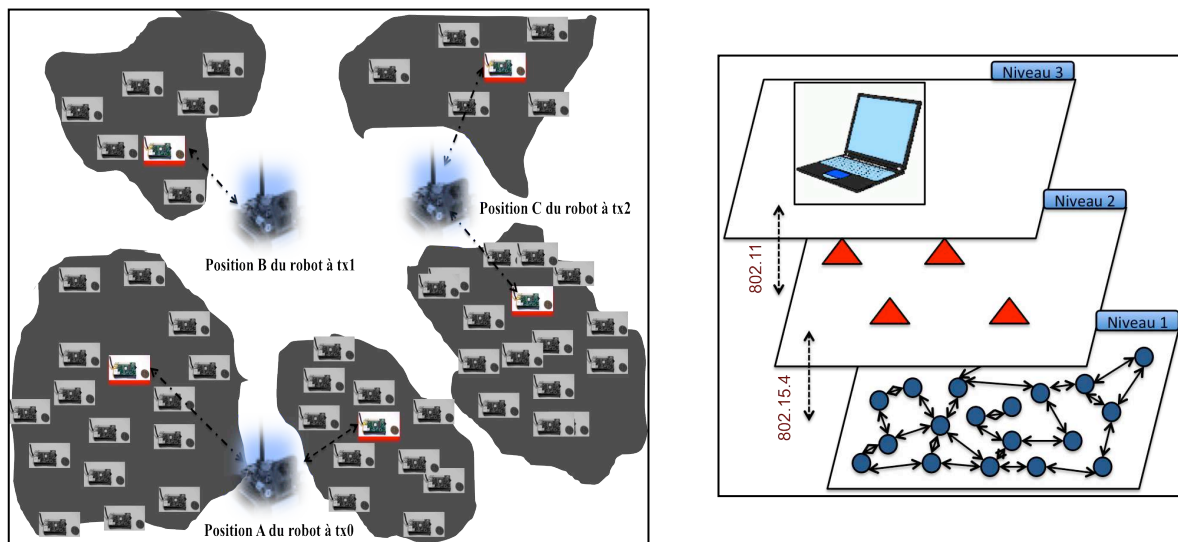 Position C du robot à tx2
Position B du robot à tx1
Position A du robot à tx0
Niveau 3
Niveau 2
802.11
Niveau 1
802.15.4